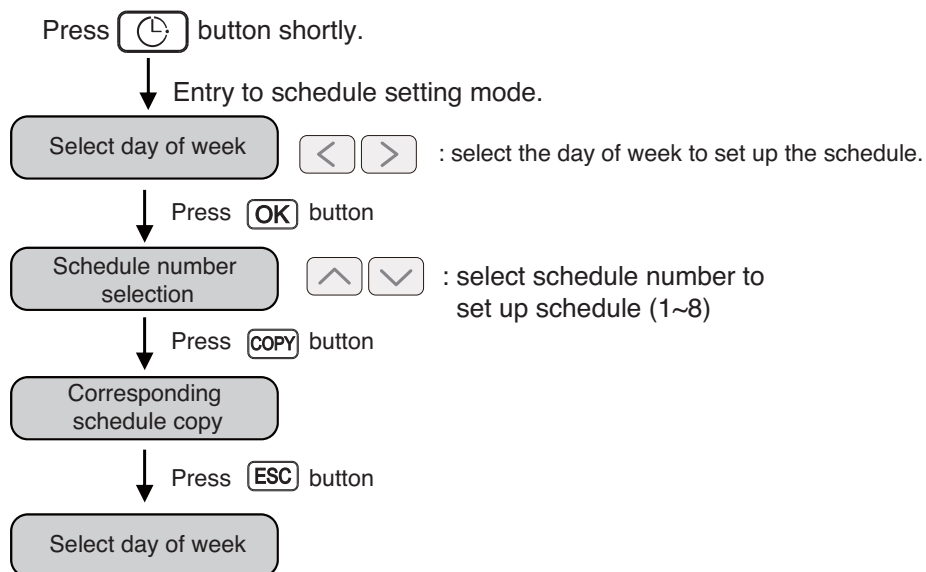 Press button shortly.
Entry to schedule setting mode.
Select day of week
: select the day of week to set up the schedule.
Press OK button
Schedule number
selection
: select schedule number to
set up schedule (1~8)
Press COPY button
Corresponding
schedule copy
Press ESC button
Select day of week